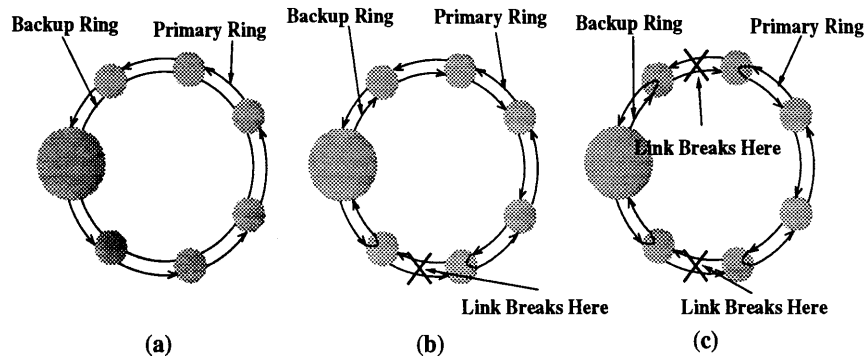 Backup Ring
Primary Ring
(a)
Backup Ring
Primary Ring
Link Breaks Here
(b)
Backup Ring
Primary Ring
Link Breaks Here
Link Breaks Here
(c)